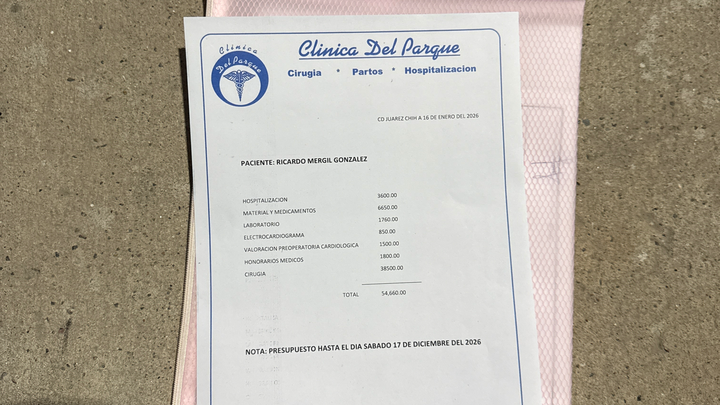 Clinica
Del Parque
Clinica Del Parque
Cirugia * Partos * Hospitalizacion
CD JUAREZ CHIH A 16 DE ENERO DEL 2026
PACIENTE: RICARDO MERGIL GONZALEZ
HOSPITALIZACION 3600.00
MATERIAL Y MEDICAMENTOS 6650.00
LABORATORIO 1760.00
ELECTROCARDIOGRAMA 850.00
VALORACION PREOPERATORIA CARDIOLOGICA 1500.00
HONORARIOS MEDICOS 1800.00
CIRUGIA 38500.00
TOTAL 54,660.00
NOTA: PRESUPUESTO HASTA EL DIA SABADO 17 DE DICIEMBRE DEL 2026